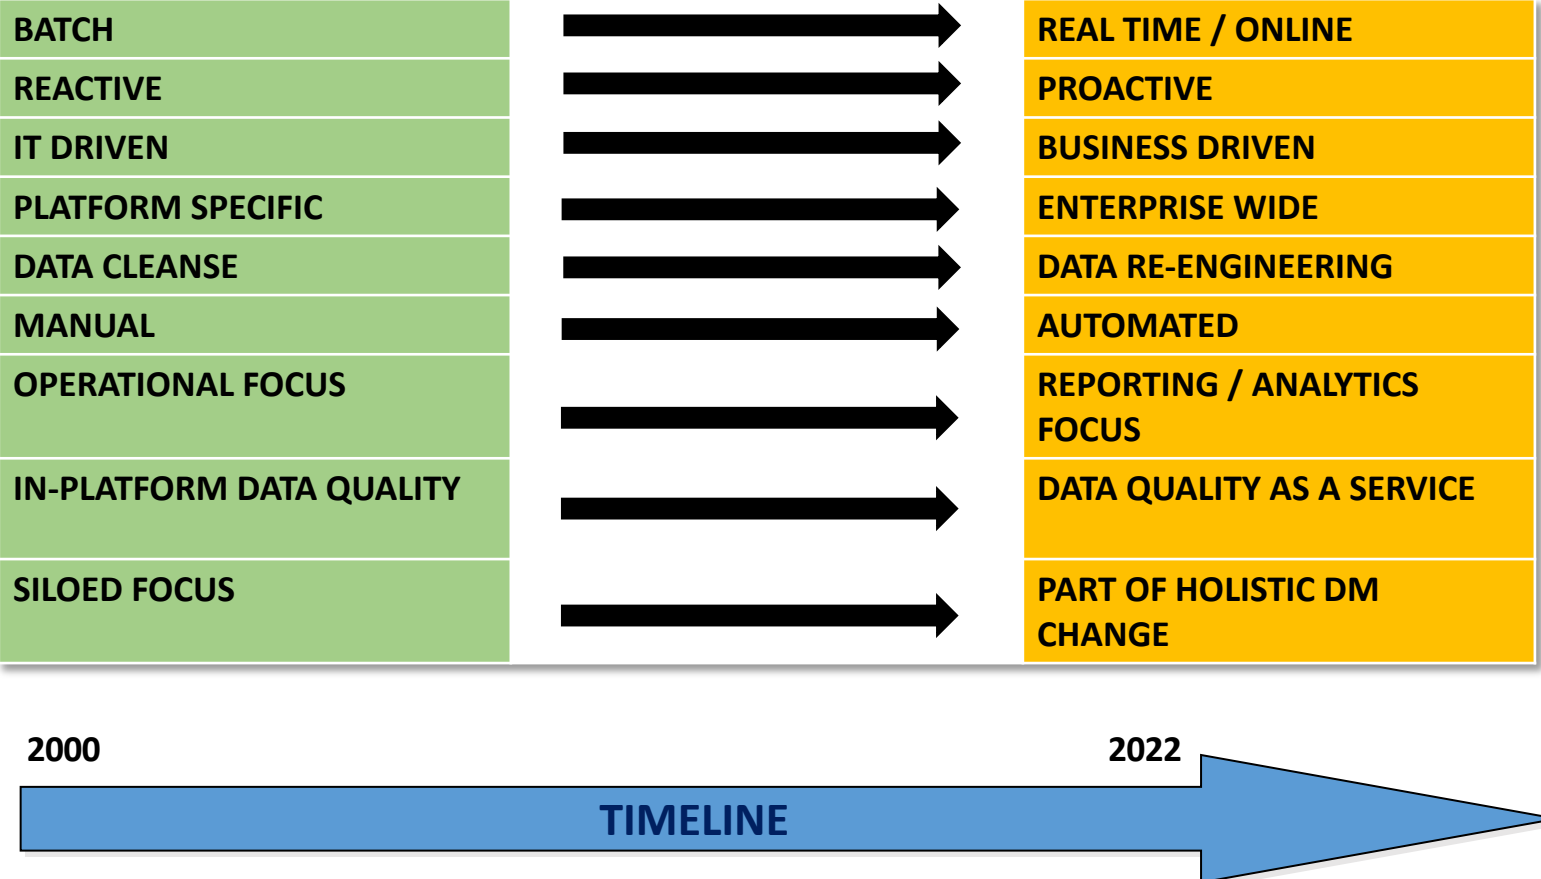 BATCH
REAL TIME / ONLINE
REACTIVE
PROACTIVE
IT DRIVEN
BUSINESS DRIVEN
PLATFORM SPECIFIC
ENTERPRISE WIDE
DATA CLEANSE
DATA RE-ENGINEERING
MANUAL
AUTOMATED
OPERATIONAL FOCUS
REPORTING / ANALYTICS
FOCUS
IN-PLATFORM DATA QUALITY
DATA QUALITY AS A SERVICE
SILOED FOCUS
PART OF HOLISTIC DM
CHANGE
2000
2022
TIMELINE